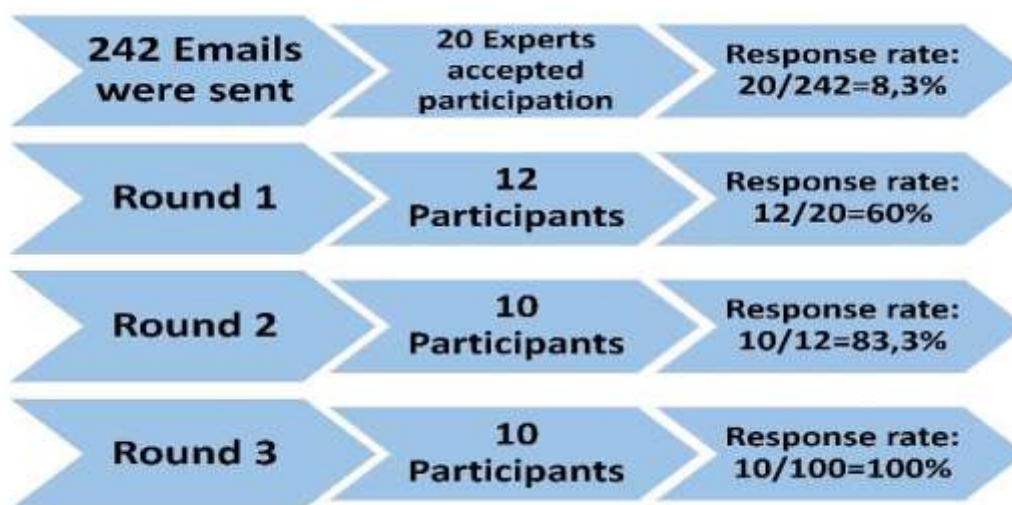 242 Emails
were sent
20 Experts
accepted
participation
Response rate:
20/242=8,3%
Round 1
12
Participants
Response rate:
12/20=60%
Round 2
10
Participants
Response rate:
10/12=83,3%
Round 3
10
Participants
Response rate:
10/100=100%